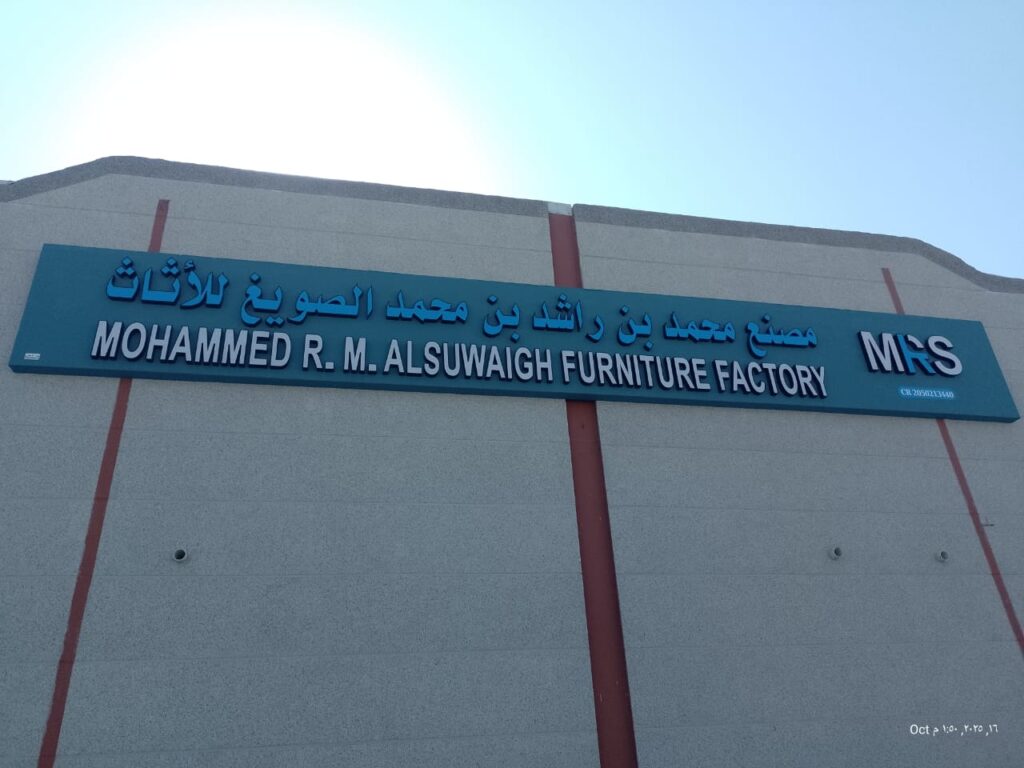 مصنع محمد بن راشد بن محمد الصويغ للأثاث
MOHAMMED R. M. ALSUWAIGH FURNITURE FACTORY
MRS
CR 2050213440
Oct ١٦, ٢٠٢٥, ١:٥٠ م